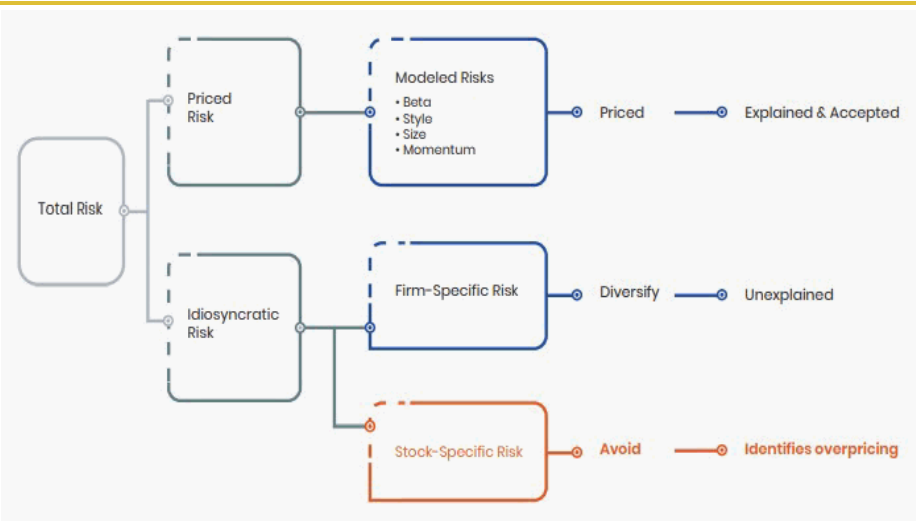 Total Risk
Priced
Risk
Modeled Risks
• Beta
• Style
• Size
• Momentum
Priced
Explained & Accepted
Idiosyncratic
Risk
Firm-Specific Risk
Diversify
Unexplained
Stock-Specific Risk
Avoid
Identifies overpricing